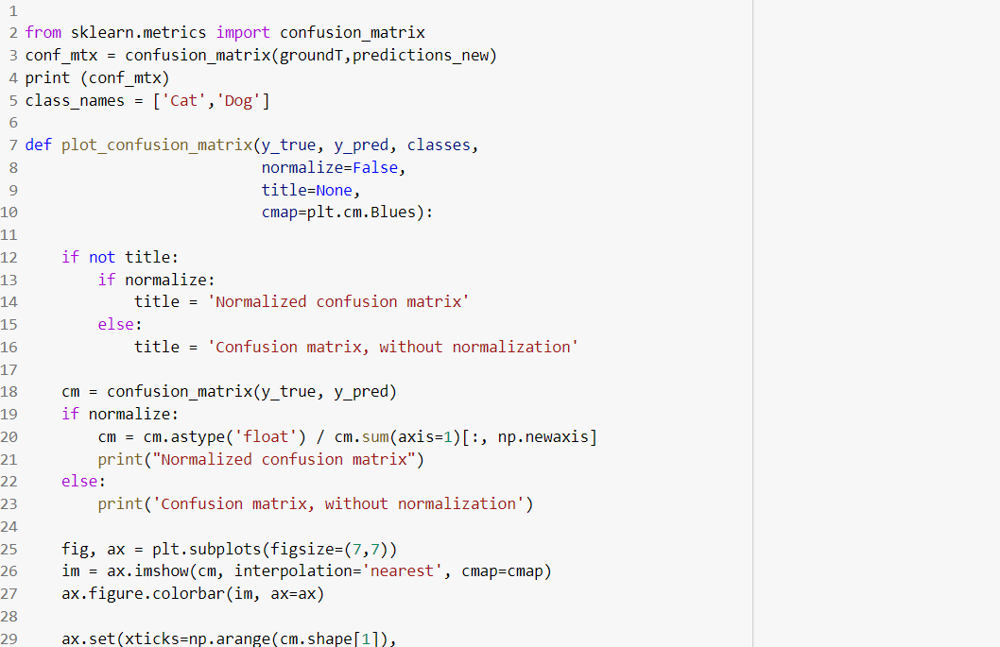 1
2 from sklearn.metrics import confusion_matrix
3 conf_mtx = confusion_matrix(groundT,predictions_new)
4 print (conf_mtx)
5 class_names = ['Cat','Dog']
6
7 def plot_confusion_matrix(y_true, y_pred, classes,
8                           normalize=False,
9                           title=None,
10                           cmap=plt.cm.Blues):
11
12     if not title:
13         if normalize:
14             title = 'Normalized confusion matrix'
15         else:
16             title = 'Confusion matrix, without normalization'
17
18     cm = confusion_matrix(y_true, y_pred)
19     if normalize:
20         cm = cm.astype('float') / cm.sum(axis=1)[:, np.newaxis]
21         print("Normalized confusion matrix")
22     else:
23         print('Confusion matrix, without normalization')
24
25     fig, ax = plt.subplots(figsize=(7,7))
26     im = ax.imshow(cm, interpolation='nearest', cmap=cmap)
27     ax.figure.colorbar(im, ax=ax)
28
29     ax.set(xticks=np.arange(cm.shape[1]),